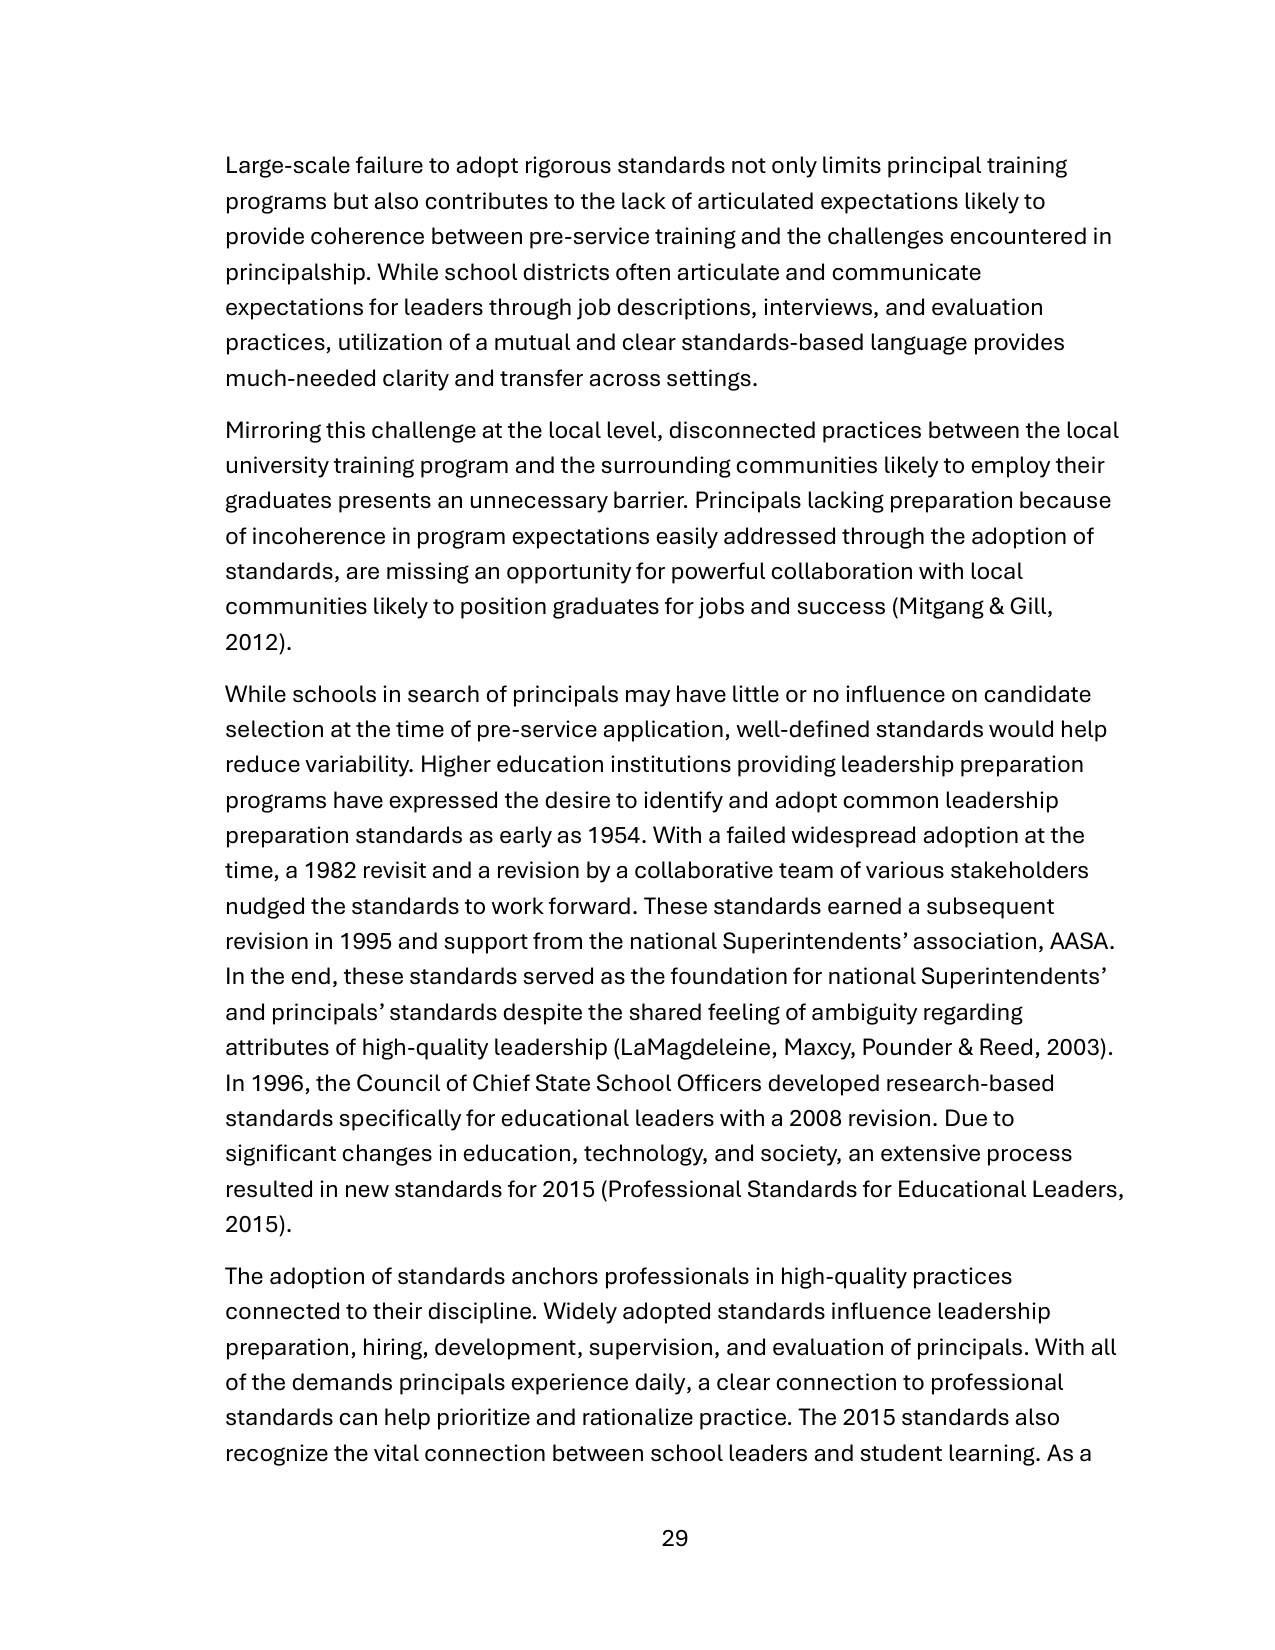 Large-scale failure to adopt rigorous standards not only limits principal training
programs but also contributes to the lack of articulated expectations likely to
provide coherence between pre-service training and the challenges encountered in
principalship. While school districts often articulate and communicate
expectations for leaders through job descriptions, interviews, and evaluation
practices, utilization of a mutual and clear standards-based language provides
much-needed clarity and transfer across settings.
Mirroring this challenge at the local level, disconnected practices between the local
university training program and the surrounding communities likely to employ their
graduates presents an unnecessary barrier. Principals lacking preparation because
of incoherence in program expectations easily addressed through the adoption of
standards, are missing an opportunity for powerful collaboration with local
communities likely to position graduates for jobs and success (Mitgang & Gill,
2012).
While schools in search of principals may have little or no influence on candidate
selection at the time of pre-service application, well-defined standards would help
reduce variability. Higher education institutions providing leadership preparation
programs have expressed the desire to identify and adopt common leadership
preparation standards as early as 1954. With a failed widespread adoption at the
time, a 1982 revisit and a revision by a collaborative team of various stakeholders
nudged the standards to work forward. These standards earned a subsequent
revision in 1995 and support from the national Superintendents’ association, AASA.
In the end, these standards served as the foundation for national Superintendents’
and principals’ standards despite the shared feeling of ambiguity regarding
attributes of high-quality leadership (LaMagdeleine, Maxcy, Pounder & Reed, 2003).
In 1996, the Council of Chief State School Officers developed research-based
standards specifically for educational leaders with a 2008 revision. Due to
significant changes in education, technology, and society, an extensive process
resulted in new standards for 2015 (Professional Standards for Educational Leaders,
2015).
The adoption of standards anchors professionals in high-quality practices
connected to their discipline. Widely adopted standards influence leadership
preparation, hiring, development, supervision, and evaluation of principals. With all
of the demands principals experience daily, a clear connection to professional
standards can help prioritize and rationalize practice. The 2015 standards also
recognize the vital connection between school leaders and student learning. As a
29